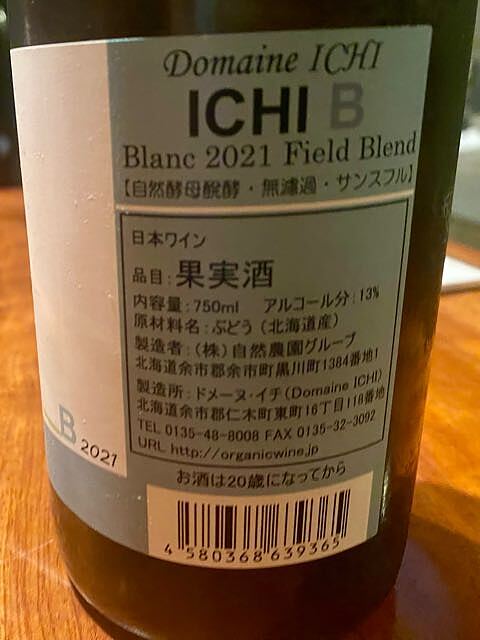 Domaine ICHI
ICHI B
Blanc 2021 Field Blend
【自然酵母醗酵・無濾過・サンスフル】
日本ワイン
品目:果実酒
内容量:750ml アルコール分:13%
原材料名:ぶどう(北海道産)
製造者:(株)自然農園グループ
北海道余市郡余市町黒川町1384番地1
製造所:ドメーヌ・イチ(Domaine ICHI)
北海道余市郡仁木町東町16丁目118番地
TEL 0135-48-8008 FAX 0135-32-3092
URL http://organicwine.jp
お酒は20歳になってから
4 580368 639365
B 2021